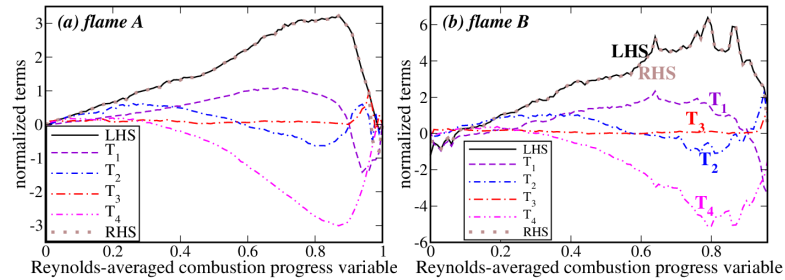 (a) flame A
normalized terms
3
2
1
0
-1
-2
-3
LHS
T1
T2
T3
T4
RHS
0 0.2 0.4 0.6 0.8 1
Reynolds-averaged combustion progress variable
(b) flame B
normalized terms
6
4
2
0
-2
-4
-6
LHS
RHS
T1
T3
T2
T4
LHS
T1
T2
T3
T4
RHS
0 0.2 0.4 0.6 0.8
Reynolds-averaged combustion progress variable